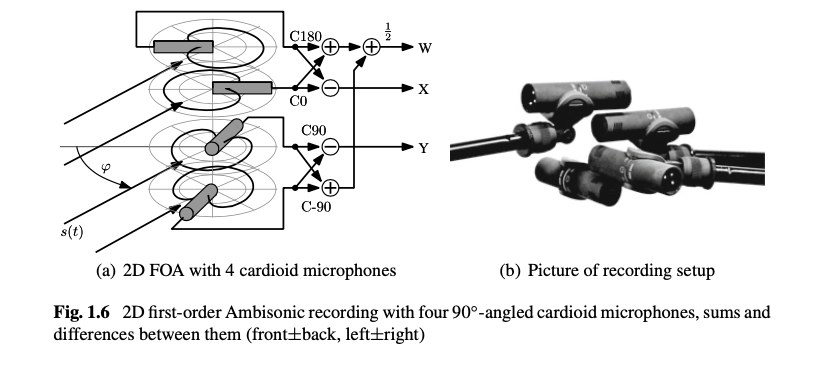 C180
1/2
W
C0
X
C90
Y
φ
C-90
s(t)
(a) 2D FOA with 4 cardioid microphones
(b) Picture of recording setup
Fig. 1.6 2D first-order Ambisonic recording with four 90°-angled cardioid microphones, sums and
differences between them (front±back, left±right)